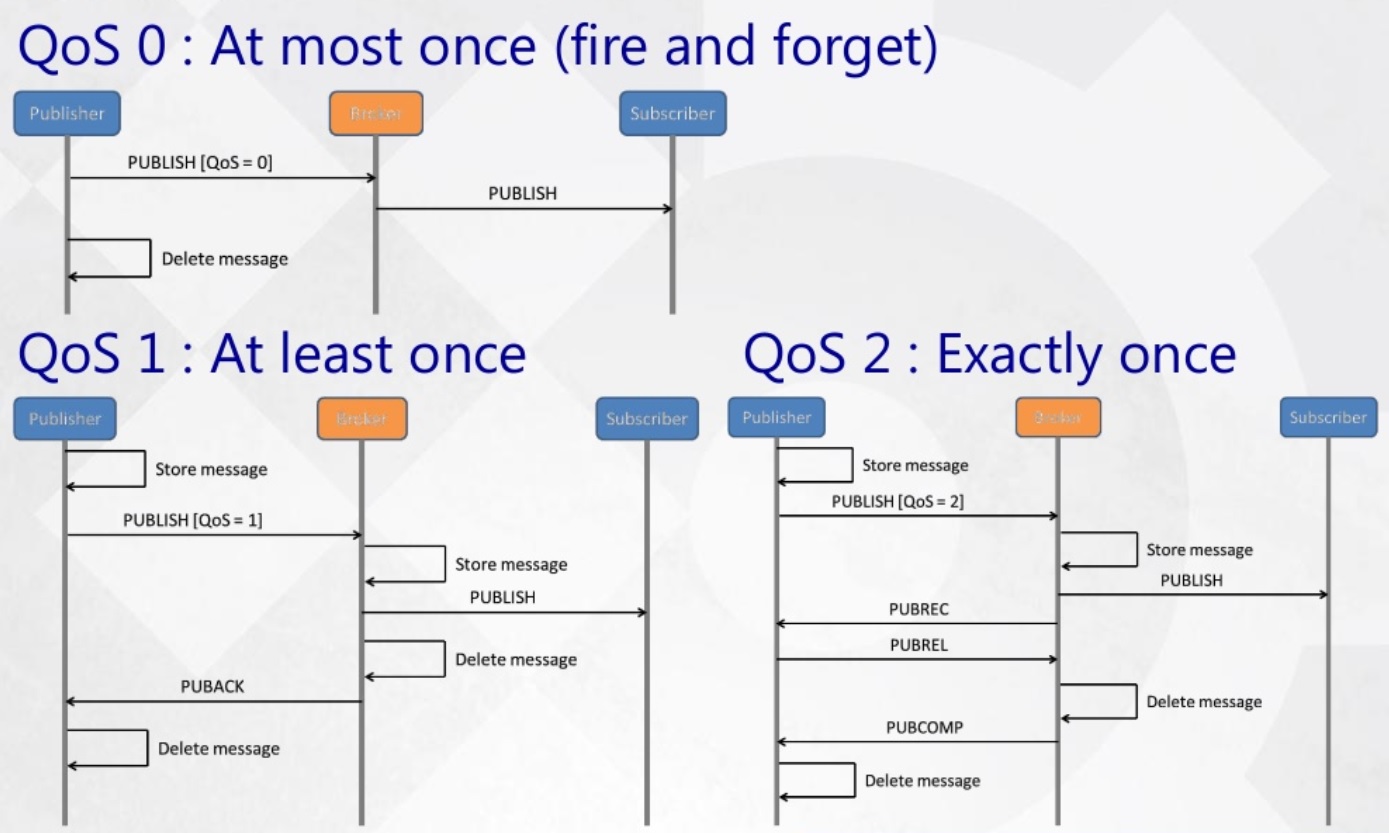 QoS 0 : At most once (fire and forget)
Publisher
Broker
Subscriber
PUBLISH [QoS = 0]
PUBLISH
Delete message
QoS 1 : At least once
Publisher
Broker
Subscriber
Store message
PUBLISH [QoS = 1]
Store message
PUBLISH
Delete message
PUBACK
Delete message
QoS 2 : Exactly once
Publisher
Broker
Subscriber
Store message
PUBLISH [QoS = 2]
Store message
PUBLISH
PUBREC
PUBREL
Delete message
PUBCOMP
Delete message